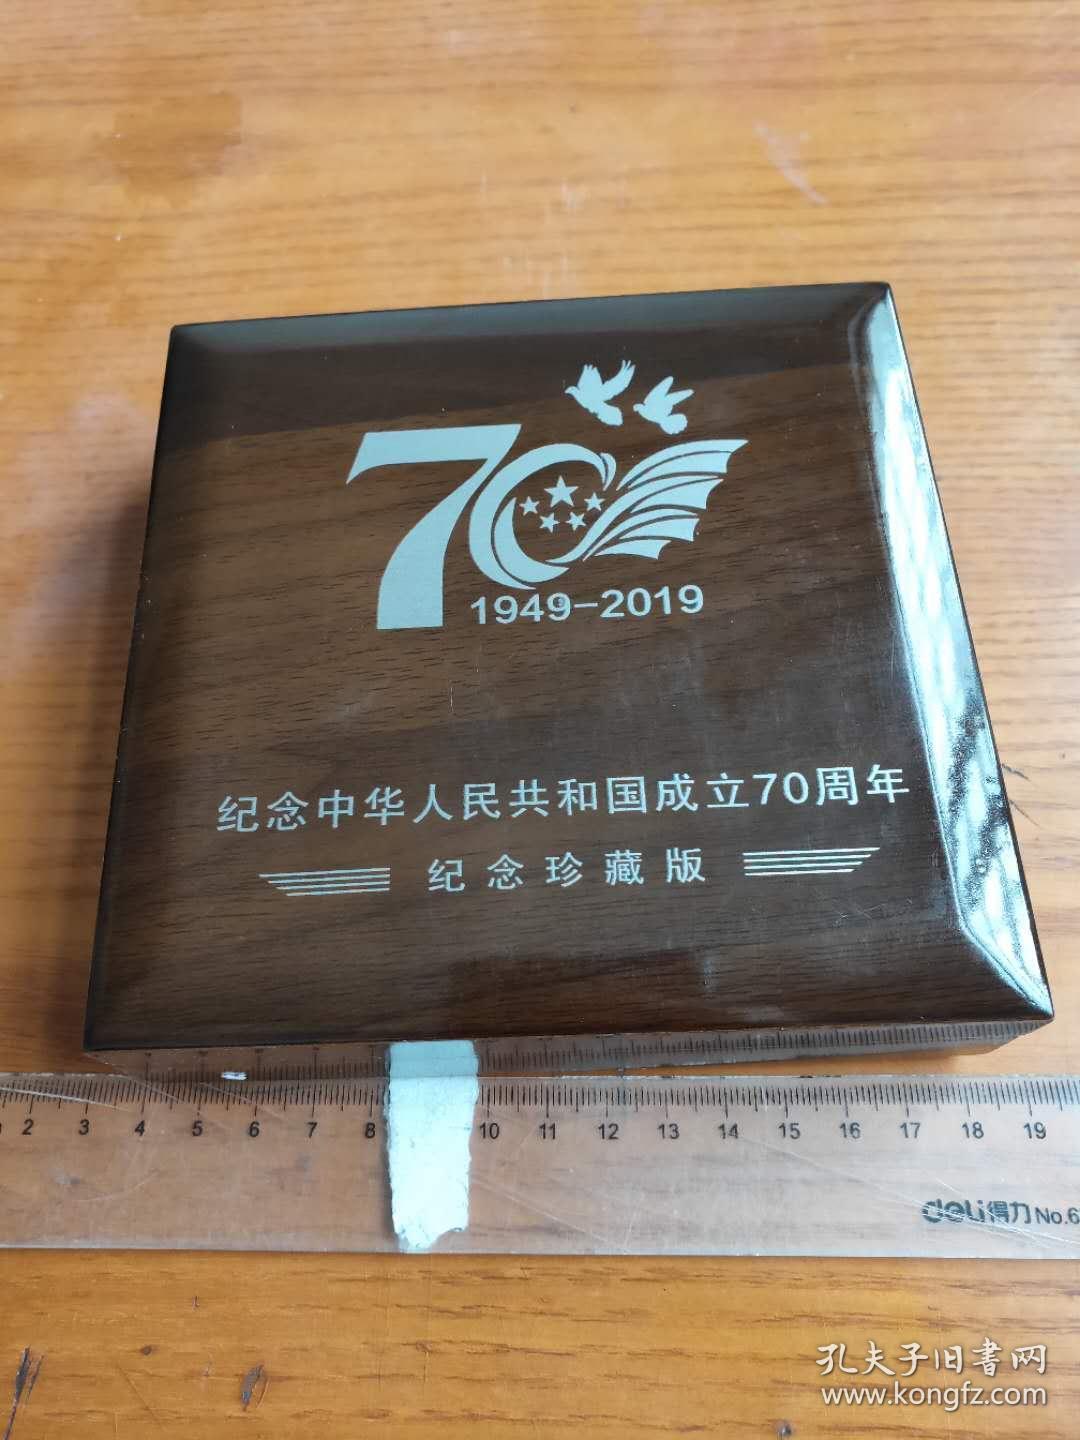 70
1949-2019
纪念中华人民共和国成立70周年
纪念珍藏版
2 3 4 5 6 7 8 10 11 12 13 14 15 16 17 18 19
deli得力 No.6
孔夫子旧書网
www.kongfz.com